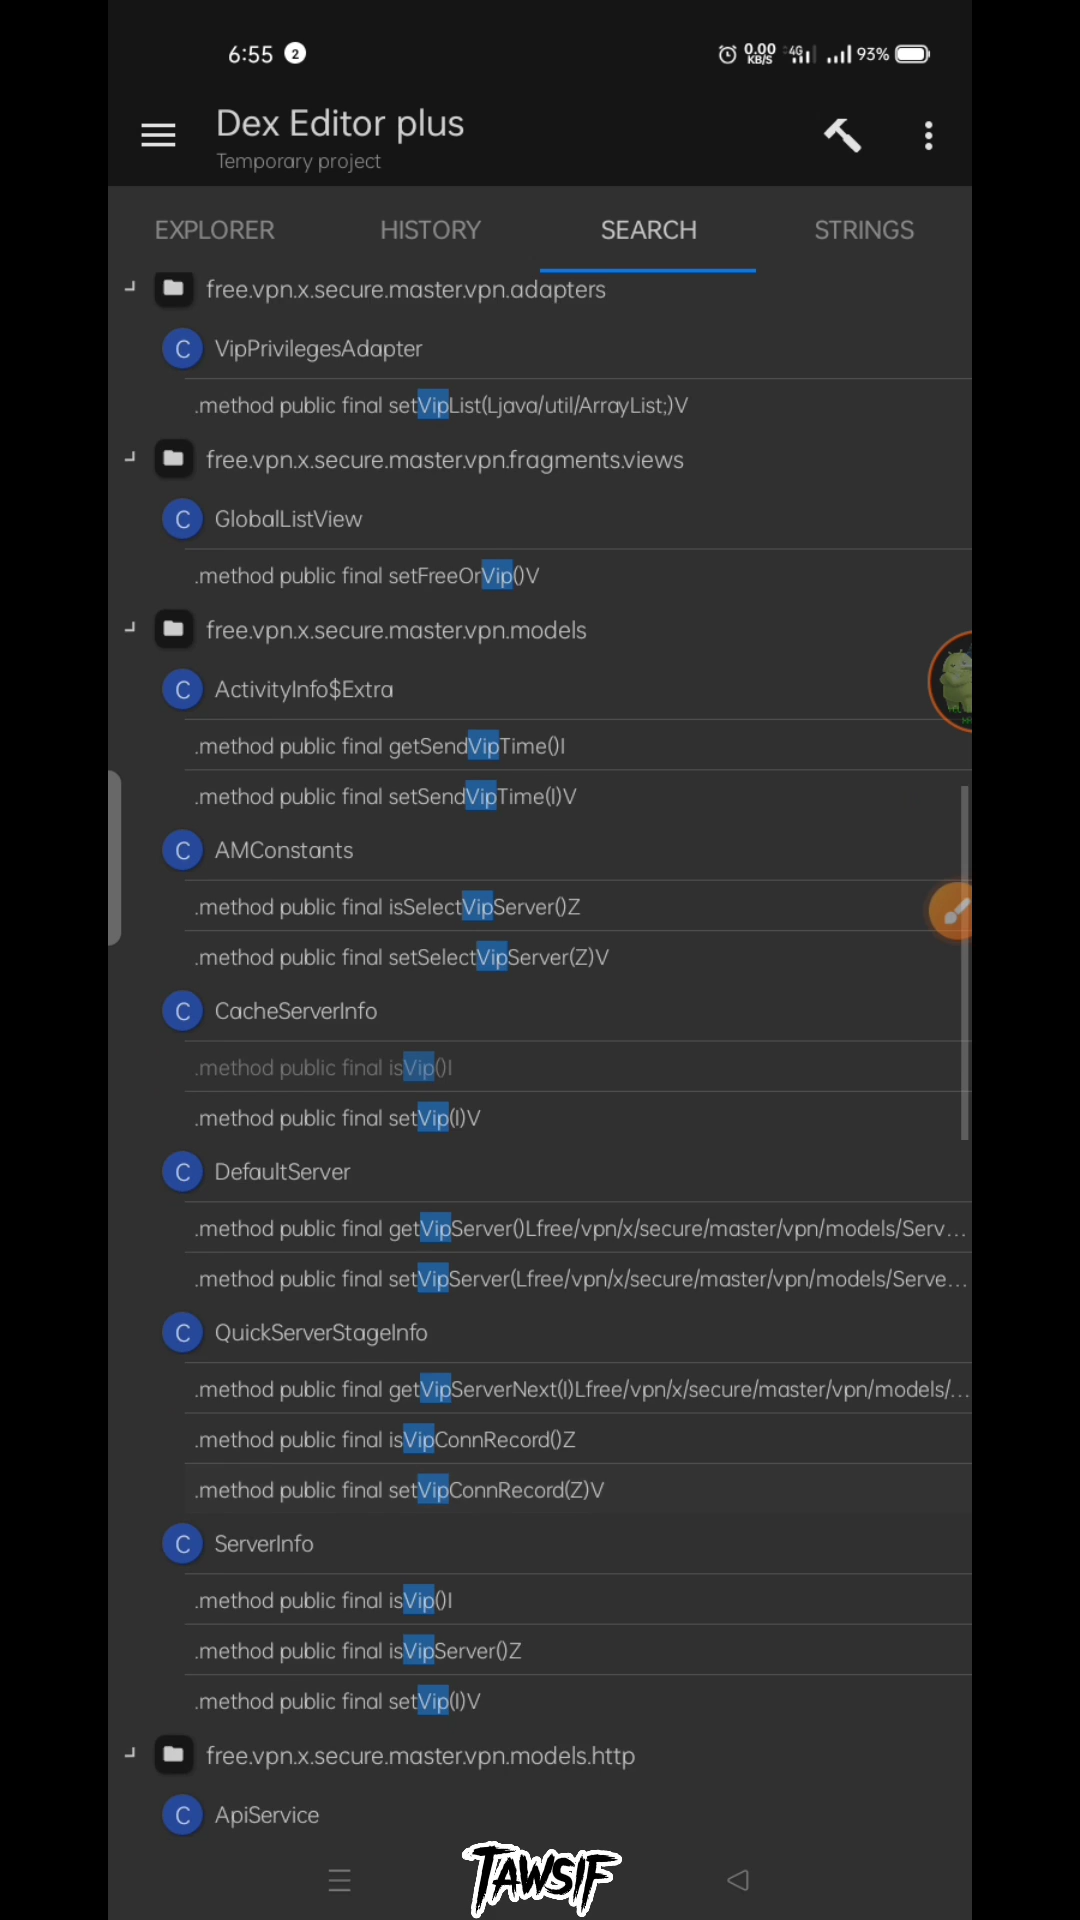 6:55 2 0.00 KB/S 4G 93%
Dex Editor plus
Temporary project
EXPLORER HISTORY SEARCH STRINGS
free.vpn.x.secure.master.vpn.adapters
C VipPrivilegesAdapter
.method public final setVipList(Ljava/util/ArrayList;)V
free.vpn.x.secure.master.vpn.fragments.views
C GlobalListView
.method public final setFreeOrVip()V
free.vpn.x.secure.master.vpn.models
C ActivityInfo$Extra
.method public final getSendVipTime()I
.method public final setSendVipTime(I)V
C AMConstants
.method public final isSelectVipServer()Z
.method public final setSelectVipServer(Z)V
C CacheServerInfo
.method public final isVip()I
.method public final setVip(I)V
C DefaultServer
.method public final getVipServer()Lfree/vpn/x/secure/master/vpn/models/Serv...
.method public final setVipServer(Lfree/vpn/x/secure/master/vpn/models/Serve...
C QuickServerStageInfo
.method public final getVipServerNext(I)Lfree/vpn/x/secure/master/vpn/models/...
.method public final isVipConnRecord()Z
.method public final setVipConnRecord(Z)V
C ServerInfo
.method public final isVip()I
.method public final isVipServer()Z
.method public final setVip(I)V
free.vpn.x.secure.master.vpn.models.http
C ApiService
TAWSIF